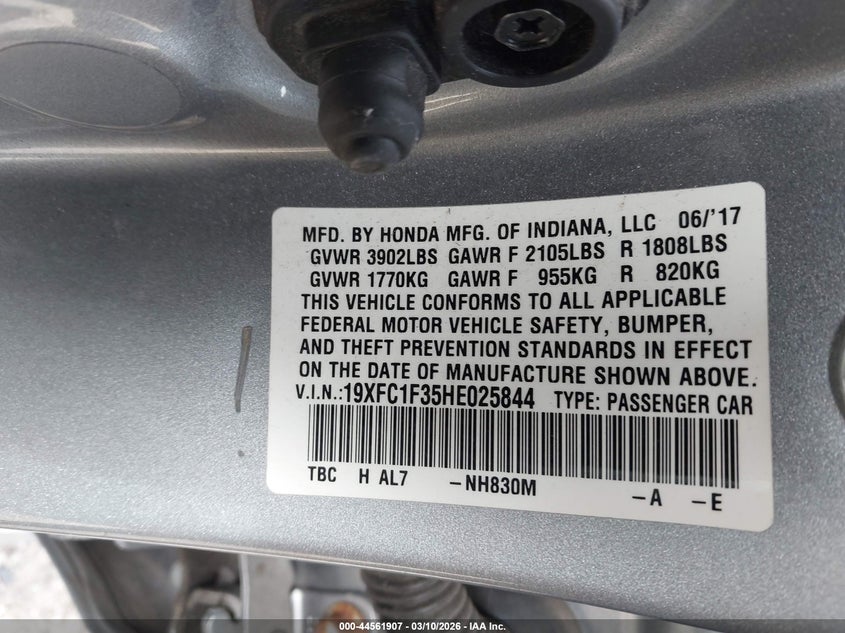 MFD. BY HONDA MFG. OF INDIANA, LLC 06/'17
GVWR 3902LBS GAWR F 2105LBS R 1808LBS
GVWR 1770KG GAWR F 955KG R 820KG
THIS VEHICLE CONFORMS TO ALL APPLICABLE
FEDERAL MOTOR VEHICLE SAFETY, BUMPER,
AND THEFT PREVENTION STANDARDS IN EFFECT
ON THE DATE OF MANUFACTURE SHOWN ABOVE.
V.I.N.:19XFC1F35HE025844 TYPE: PASSENGER CAR
TBC H AL7 -NH830M -A -E
000-44561907 - 03/10/2026 - IAA Inc.